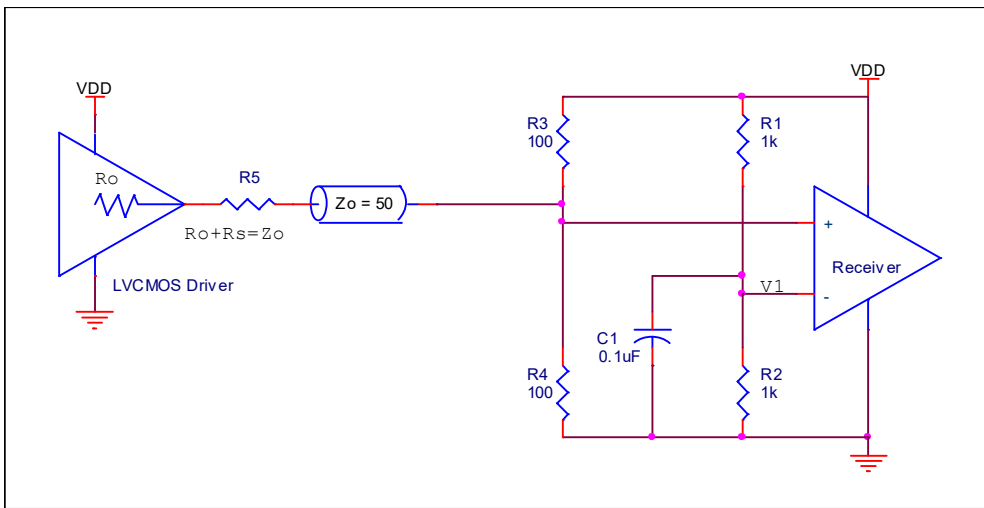 VDD
Ro
R5
Zo = 50
Ro+Rs=Zo
LVCMOS Driver
VDD
R3
100
R1
1k
+
Receiver
V1
-
C1
0.1uF
R4
100
R2
1k